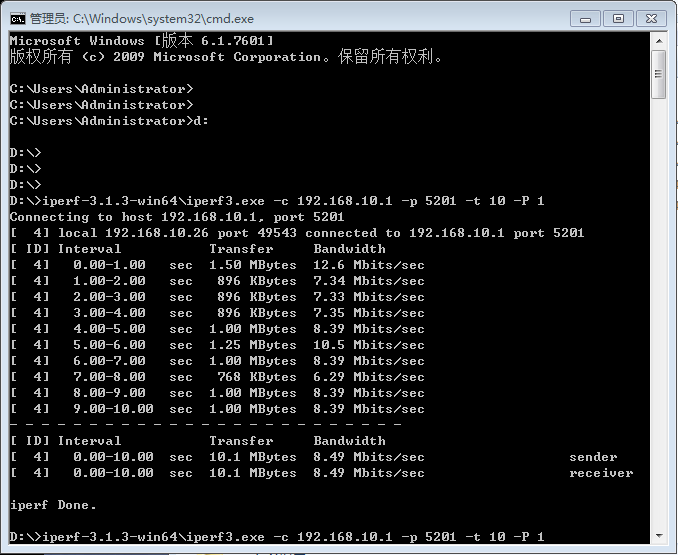 管理员: C:\Windows\system32\cmd.exe
Microsoft Windows [版本 6.1.7601]
版权所有 (c) 2009 Microsoft Corporation。保留所有权利。
C:\Users\Administrator>
C:\Users\Administrator>
C:\Users\Administrator>d:
D:\>
D:\>
D:\>
D:\>iperf-3.1.3-win64\iperf3.exe -c 192.168.10.1 -p 5201 -t 10 -P 1
Connecting to host 192.168.10.1, port 5201
[  4] local 192.168.10.26 port 49543 connected to 192.168.10.1 port 5201
[ ID] Interval           Transfer     Bandwidth
[  4]   0.00-1.00   sec  1.50 MBytes  12.6 Mbits/sec
[  4]   1.00-2.00   sec   896 KBytes  7.34 Mbits/sec
[  4]   2.00-3.00   sec   896 KBytes  7.33 Mbits/sec
[  4]   3.00-4.00   sec   896 KBytes  7.35 Mbits/sec
[  4]   4.00-5.00   sec  1.00 MBytes  8.39 Mbits/sec
[  4]   5.00-6.00   sec  1.25 MBytes  10.5 Mbits/sec
[  4]   6.00-7.00   sec  1.00 MBytes  8.39 Mbits/sec
[  4]   7.00-8.00   sec   768 KBytes  6.29 Mbits/sec
[  4]   8.00-9.00   sec  1.00 MBytes  8.39 Mbits/sec
[  4]   9.00-10.00  sec  1.00 MBytes  8.39 Mbits/sec
- - - - - - - - - - - - - - - - - - - - - - - - -
[ ID] Interval           Transfer     Bandwidth
[  4]   0.00-10.00  sec  10.1 MBytes  8.49 Mbits/sec                  sender
[  4]   0.00-10.00  sec  10.1 MBytes  8.49 Mbits/sec                  receiver
iperf Done.
D:\>iperf-3.1.3-win64\iperf3.exe -c 192.168.10.1 -p 5201 -t 10 -P 1